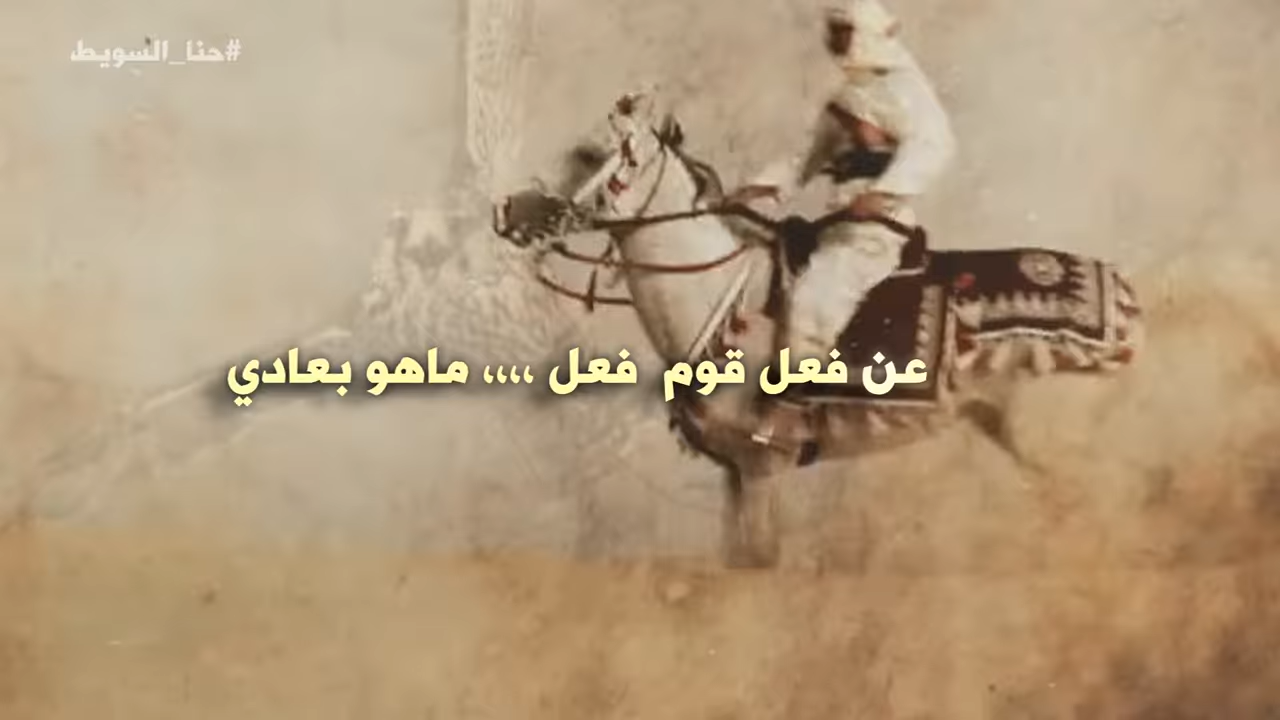 #حنا_السويط
عن فعل قوم  فعل ،،،، ماهو بعادي